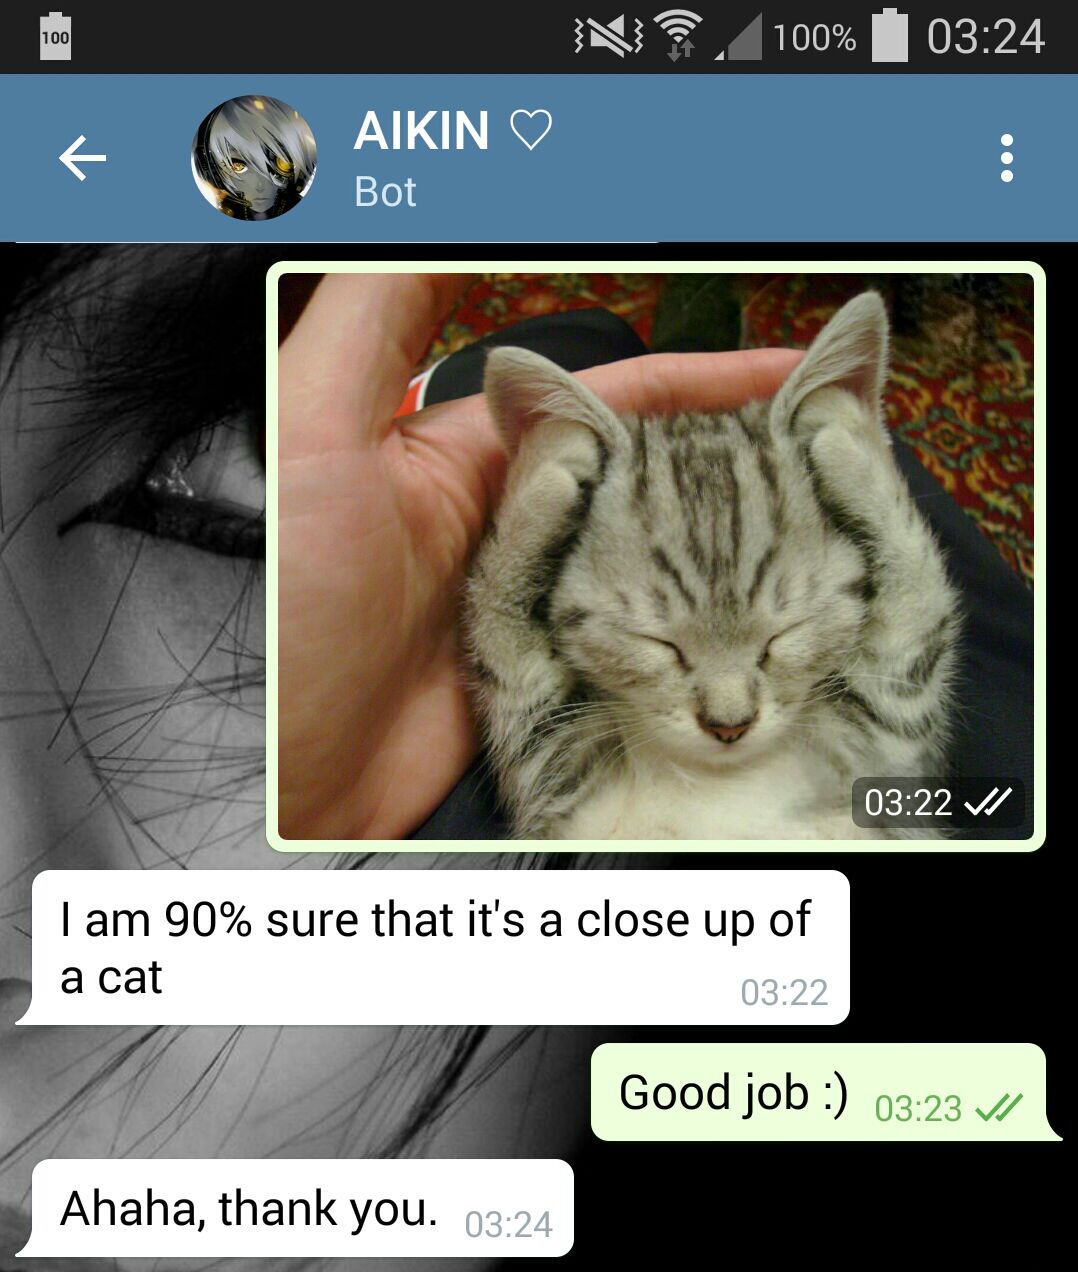 100
100% 03:24
AIKIN ♡
Bot
03:22
I am 90% sure that it's a close up of
a cat
03:22
Good job :) 03:23
Ahaha, thank you. 03:24